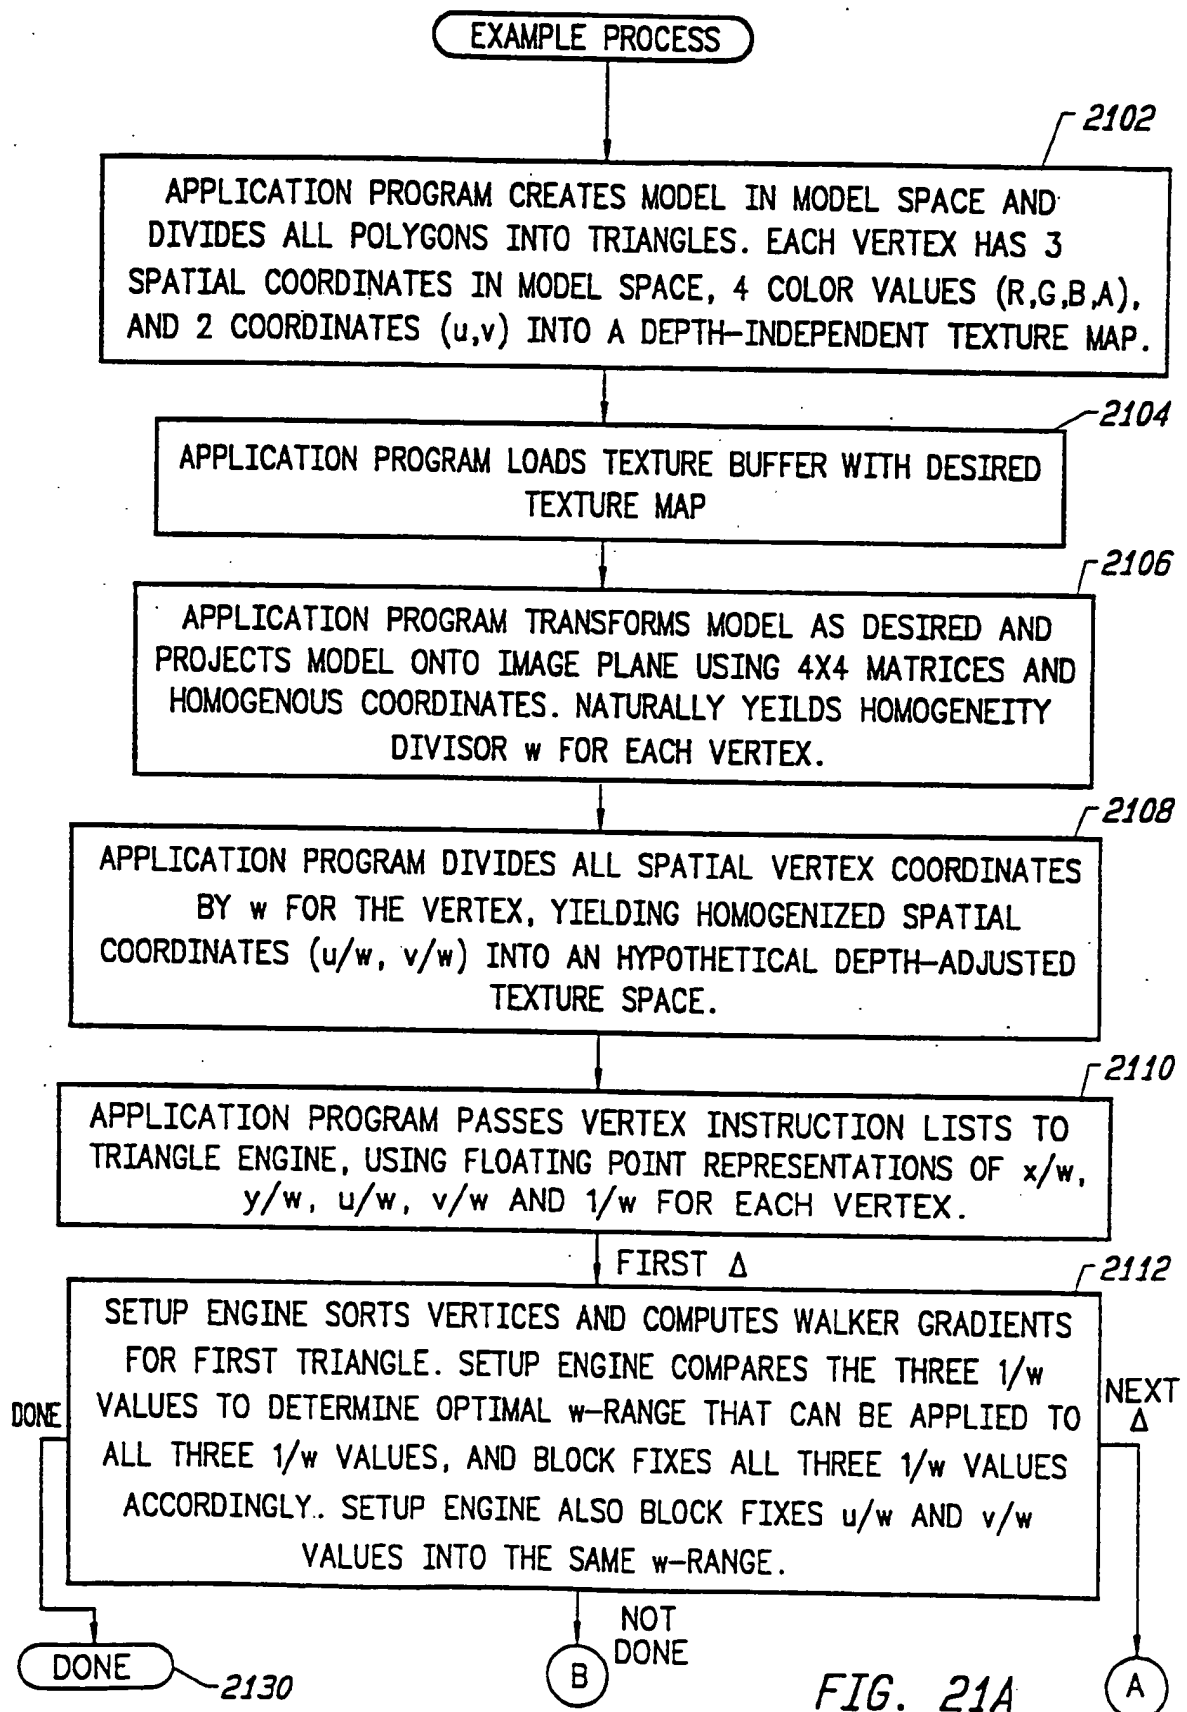 EXAMPLE PROCESS
2102
APPLICATION PROGRAM CREATES MODEL IN MODEL SPACE AND
DIVIDES ALL POLYGONS INTO TRIANGLES. EACH VERTEX HAS 3
SPATIAL COORDINATES IN MODEL SPACE, 4 COLOR VALUES (R,G,B,A),
AND 2 COORDINATES (u,v) INTO A DEPTH-INDEPENDENT TEXTURE MAP.
2104
APPLICATION PROGRAM LOADS TEXTURE BUFFER WITH DESIRED
TEXTURE MAP
2106
APPLICATION PROGRAM TRANSFORMS MODEL AS DESIRED AND
PROJECTS MODEL ONTO IMAGE PLANE USING 4X4 MATRICES AND
HOMOGENOUS COORDINATES. NATURALLY YEILDS HOMOGENEITY
DIVISOR w FOR EACH VERTEX.
2108
APPLICATION PROGRAM DIVIDES ALL SPATIAL VERTEX COORDINATES
BY w FOR THE VERTEX, YIELDING HOMOGENIZED SPATIAL
COORDINATES (u/w, v/w) INTO AN HYPOTHETICAL DEPTH-ADJUSTED
TEXTURE SPACE.
2110
APPLICATION PROGRAM PASSES VERTEX INSTRUCTION LISTS TO
TRIANGLE ENGINE, USING FLOATING POINT REPRESENTATIONS OF x/w,
y/w, u/w, v/w AND 1/w FOR EACH VERTEX.
FIRST Δ
2112
SETUP ENGINE SORTS VERTICES AND COMPUTES WALKER GRADIENTS
FOR FIRST TRIANGLE. SETUP ENGINE COMPARES THE THREE 1/w
VALUES TO DETERMINE OPTIMAL w-RANGE THAT CAN BE APPLIED TO
ALL THREE 1/w VALUES, AND BLOCK FIXES ALL THREE 1/w VALUES
ACCORDINGLY. SETUP ENGINE ALSO BLOCK FIXES u/w AND v/w
VALUES INTO THE SAME w-RANGE.
DONE
NEXT
Δ
NOT
DONE
DONE
2130
B
FIG. 21A
A